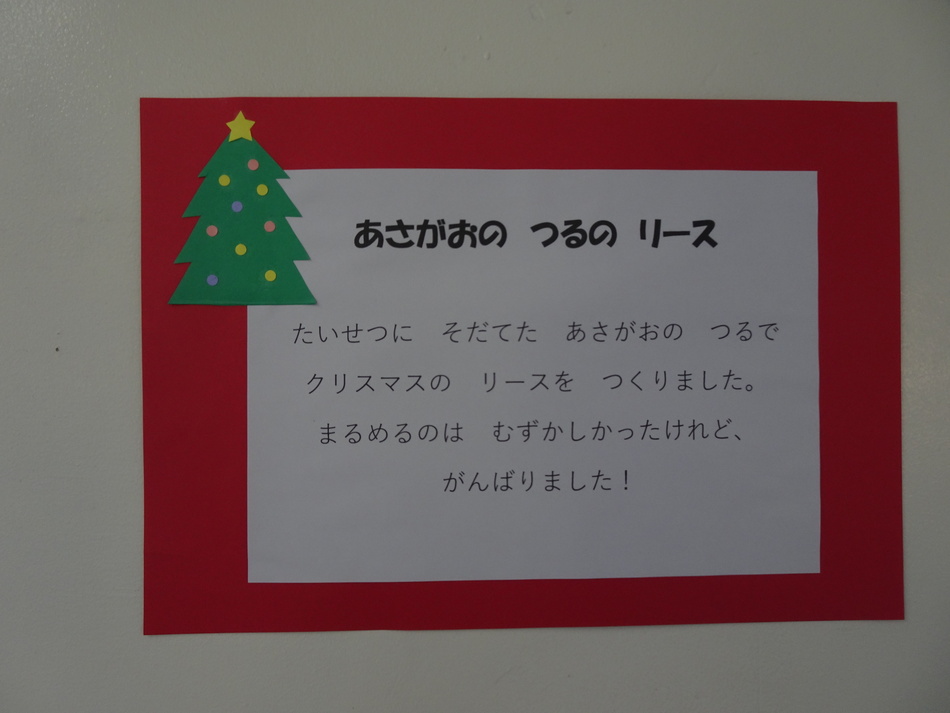 あさがおの　つるの　リース
たいせつに　そだてた　あさがおの　つるで
クリスマスの　リースを　つくりました。
まるめるのは　むずかしかったけれど、
がんばりました！